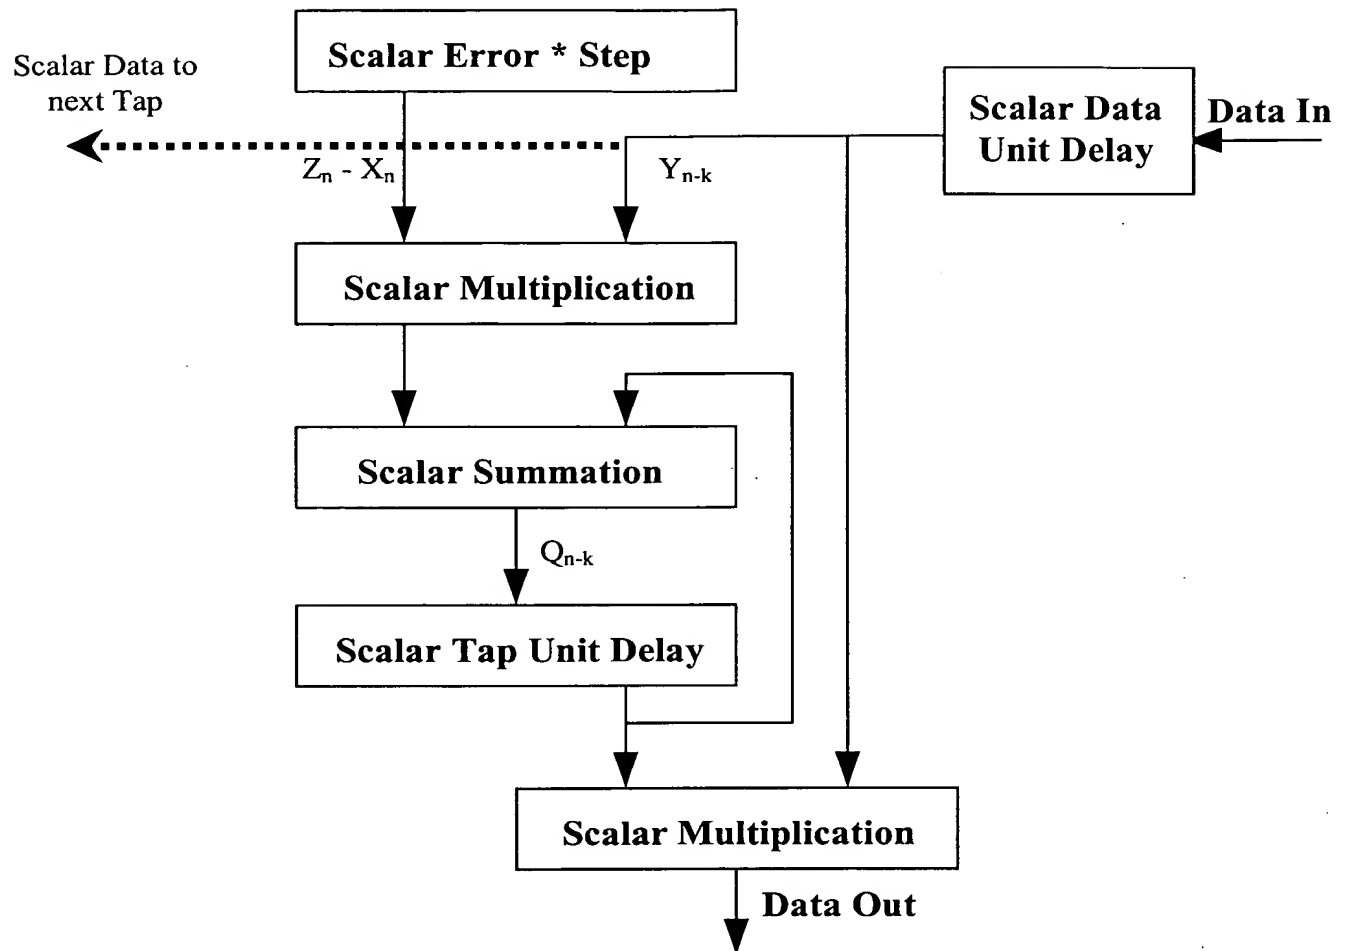 Scalar Error * Step
Scalar Data to
next Tap
Scalar Data
Unit Delay
Data In
Zn - Xn
Yn-k
Scalar Multiplication
Scalar Summation
Qn-k
Scalar Tap Unit Delay
Scalar Multiplication
Data Out